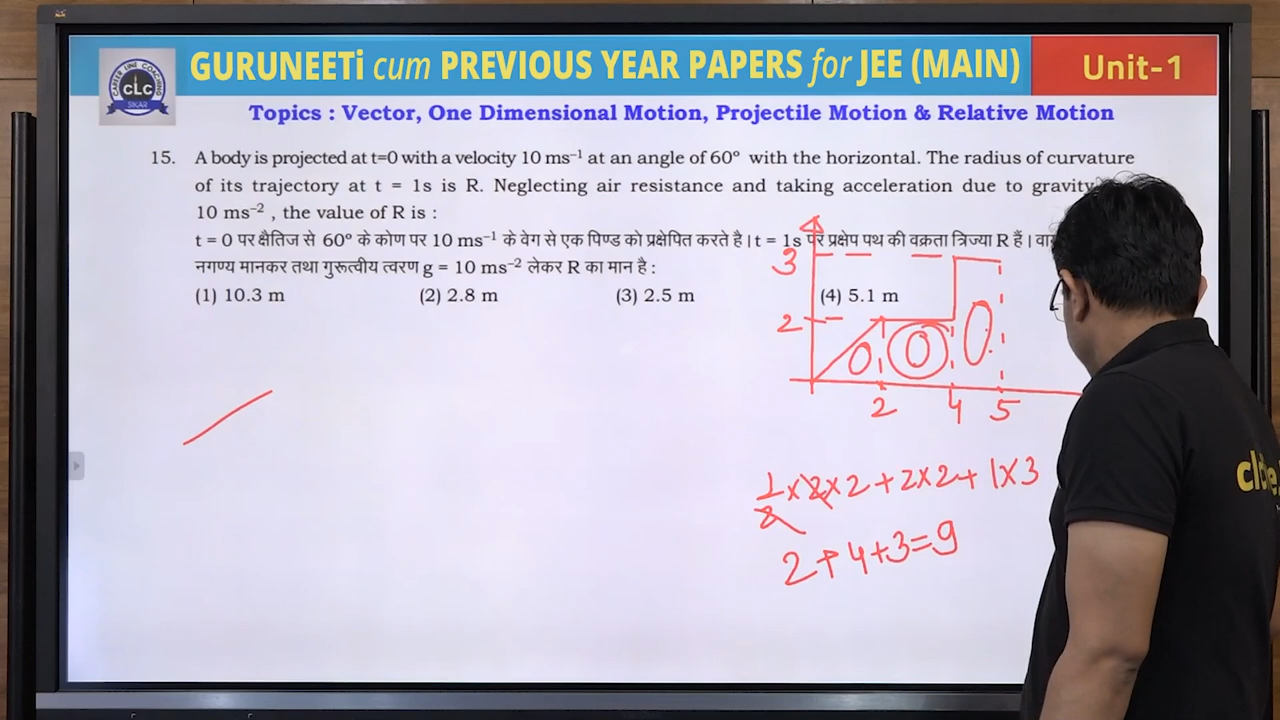 GURUNEETi cum PREVIOUS YEAR PAPERS for JEE (MAIN) Unit-1
CAREER LINE COACHING
CLC
SIKAR
Topics : Vector, One Dimensional Motion, Projectile Motion & Relative Motion
15. A body is projected at t=0 with a velocity 10 ms⁻¹ at an angle of 60° with the horizontal. The radius of curvature
of its trajectory at t = 1s is R. Neglecting air resistance and taking acceleration due to gravity
10 ms⁻² , the value of R is :
t = 0 पर क्षैतिज से 60° के कोण पर 10 ms⁻¹ के वेग से एक पिण्ड को प्रक्षेपित करते है। t = 1s पर प्रक्षेप पथ की वक्रता त्रिज्या R हैं।
नगण्य मानकर तथा गुरूत्वीय त्वरण g = 10 ms⁻² लेकर R का मान है :
(1) 10.3 m (2) 2.8 m (3) 2.5 m (4) 5.1 m
3
2
2 4 5
1/2×2×2+2×2+1×3
2+4+3=9